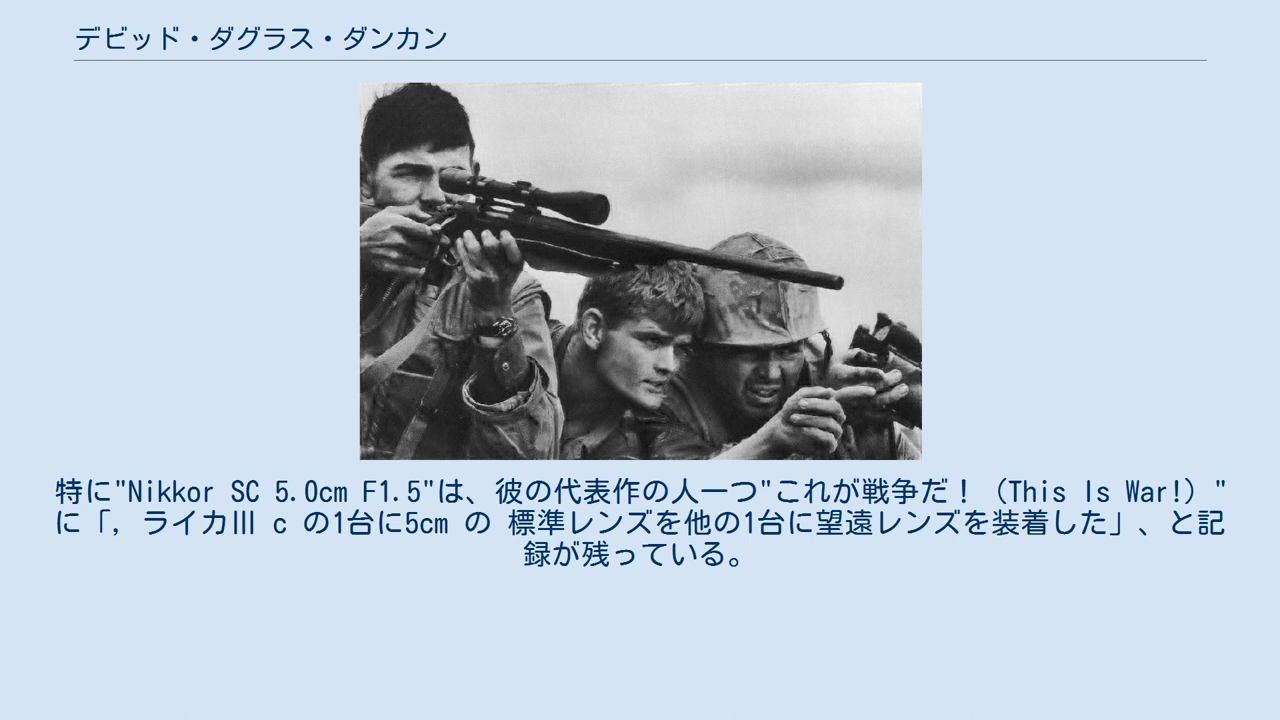 デビッド・ダグラス・ダンカン
特に"Nikkor SC 5.0cm F1.5"は、彼の代表作の人一つ"これが戦争だ！（This Is War!）"
に「, ライカⅢ c の1台に5cm の 標準レンズを他の1台に望遠レンズを装着した」、と記
録が残っている。